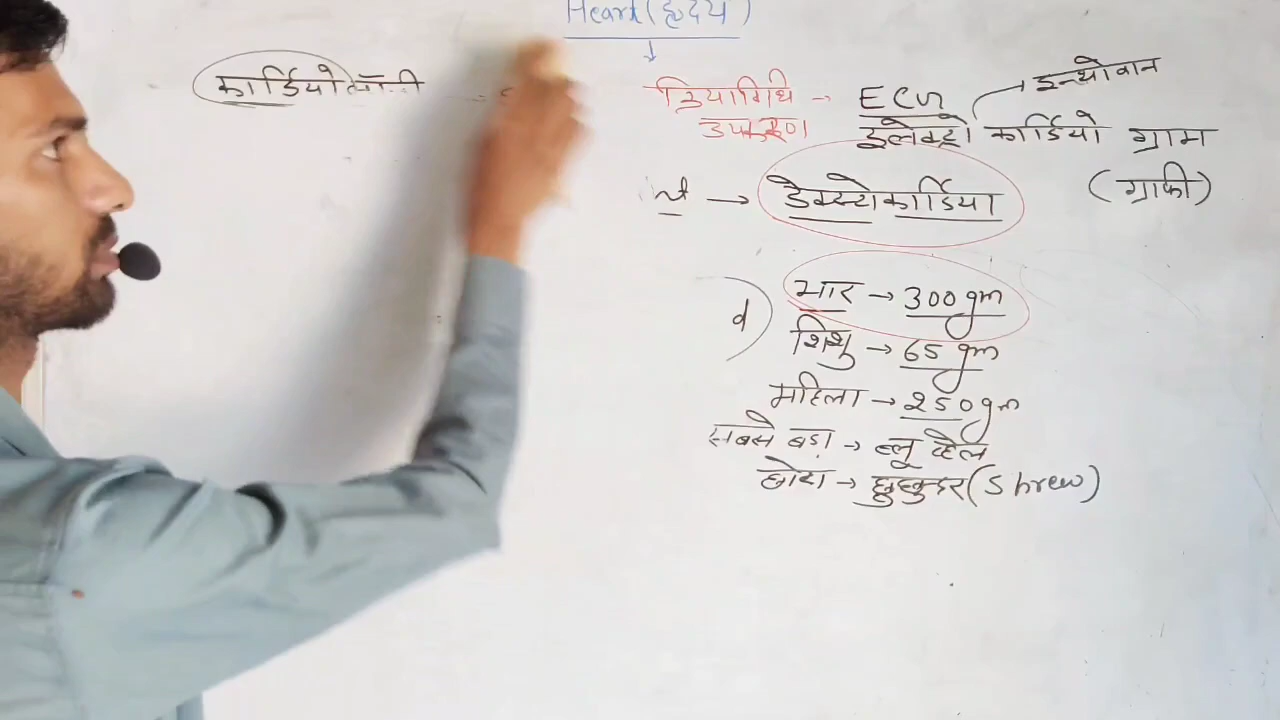 Heart (हृदय)
कार्डियोलॉजी
क्रियाविधि → ECG
उपकरण
इलेक्ट्रो कार्डियो ग्राम
इन्थोवान
(ग्राफी)
→ डेक्स्ट्रोकार्डिया
भार → 300 gm
शिशु → 65 gm
महिला → 250 gm
सबसे बड़ा → ब्लू व्हेल
छोटा → छुछुन्दर (Shrew)